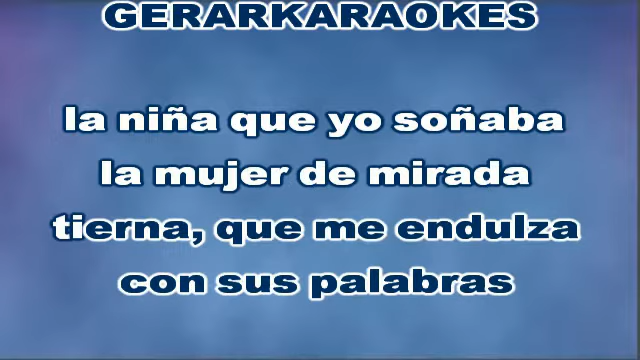 GERARKARAOKES
la niña que yo soñaba
la mujer de mirada
tierna, que me endulza
con sus palabras